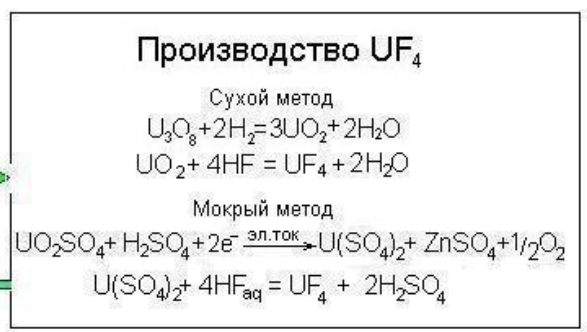 Производство UF₄
Сухой метод
U₃O₈+2H₂=3UO₂+2H₂O
UO₂+ 4HF = UF₄+2H₂O
Мокрый метод
UO₂SO₄+ H₂SO₄+2e⁻ эл.ток→U(SO₄)₂+ ZnSO₄+1/₂O₂
U(SO₄)₂+ 4HFaq = UF₄ + 2H₂SO₄